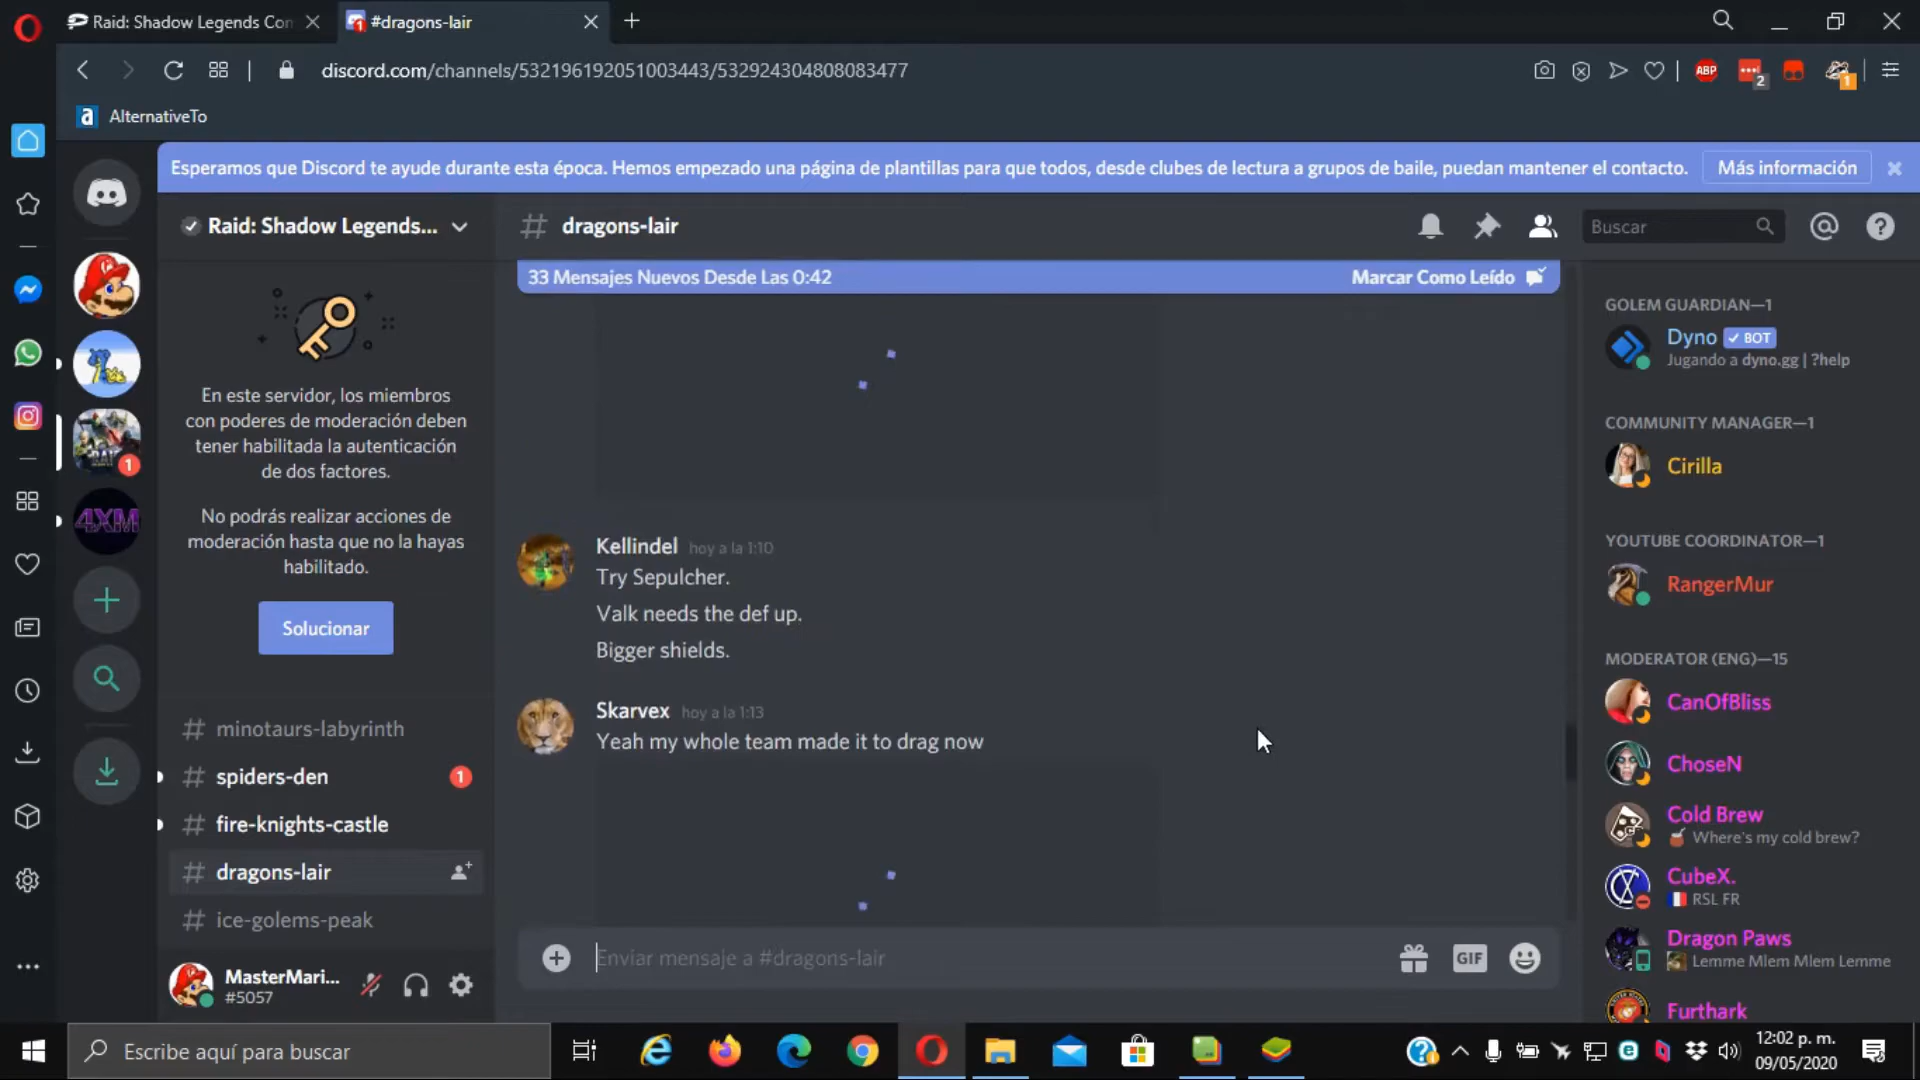 Raid: Shadow Legends Con
#dragons-lair
discord.com/channels/532196192051003443/532924304808083477
ABP
2
1
AlternativeTo
Esperamos que Discord te ayude durante esta época. Hemos empezado una página de plantillas para que todos, desde clubes de lectura a grupos de baile, puedan mantener el contacto.
Más información
Raid: Shadow Legends...
dragons-lair
Buscar
33 Mensajes Nuevos Desde Las 0:42
Marcar Como Leído
En este servidor, los miembros
con poderes de moderación deben
tener habilitada la autenticación
de dos factores.
No podrás realizar acciones de
moderación hasta que no la hayas
habilitado.
Solucionar
1
4XM
minotaurs-labyrinth
spiders-den
1
fire-knights-castle
dragons-lair
ice-golems-peak
MasterMari...
#5057
Kellindel hoy a la 1:10
Try Sepulcher.
Valk needs the def up.
Bigger shields.
Skarvex hoy a la 1:13
Yeah my whole team made it to drag now
Enviar mensaje a #dragons-lair
GIF
GOLEM GUARDIAN—1
Dyno BOT
Jugando a dyno.gg | ?help
COMMUNITY MANAGER—1
Cirilla
YOUTUBE COORDINATOR—1
RangerMur
MODERATOR (ENG)—15
CanOfBliss
ChoseN
Cold Brew
Where's my cold brew?
CubeX.
RSL FR
Dragon Paws
Lemme Mlem Mlem Lemme
Furthark
Escribe aquí para buscar
12:02 p. m.
09/05/2020